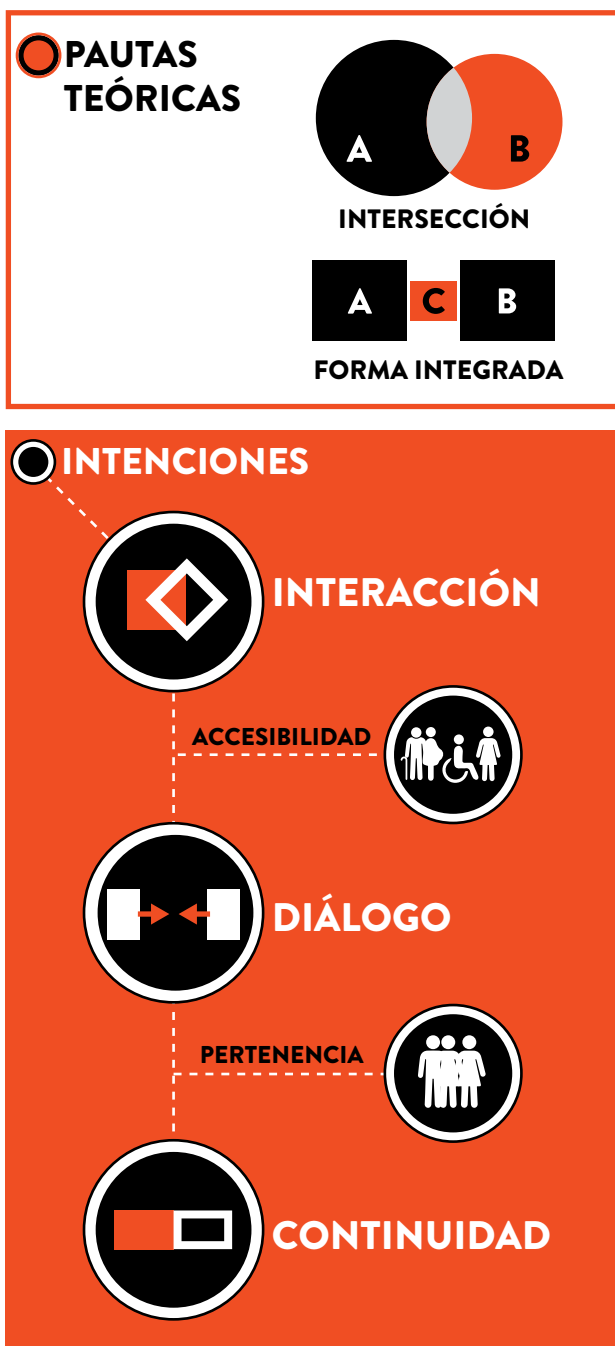 PAUTAS
TEÓRICAS
A
B
INTERSECCIÓN
A
C
B
FORMA INTEGRADA
INTENCIONES
INTERACCIÓN
ACCESIBILIDAD
DIÁLOGO
PERTENENCIA
CONTINUIDAD